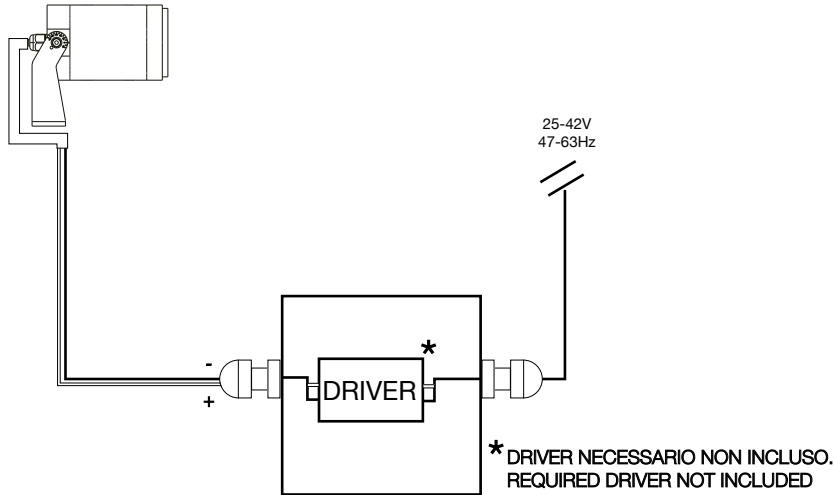 25-42V
47-63Hz
*
-
DRIVER
+
* DRIVER NECESSARIO NON INCLUSO.
REQUIRED DRIVER NOT INCLUDED